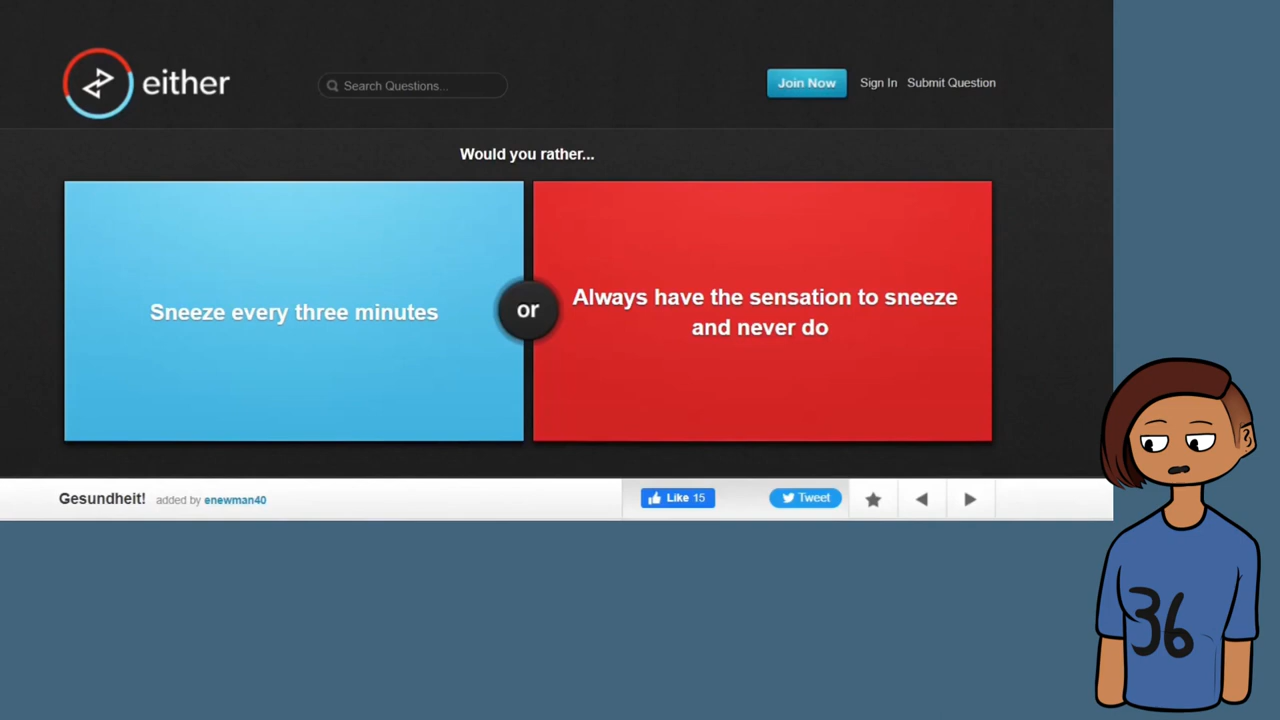 either
Search Questions...
Join Now
Sign In
Submit Question
Would you rather...
Sneeze every three minutes
or
Always have the sensation to sneeze
and never do
Gesundheit! added by enewman40
Like 15
Tweet
36